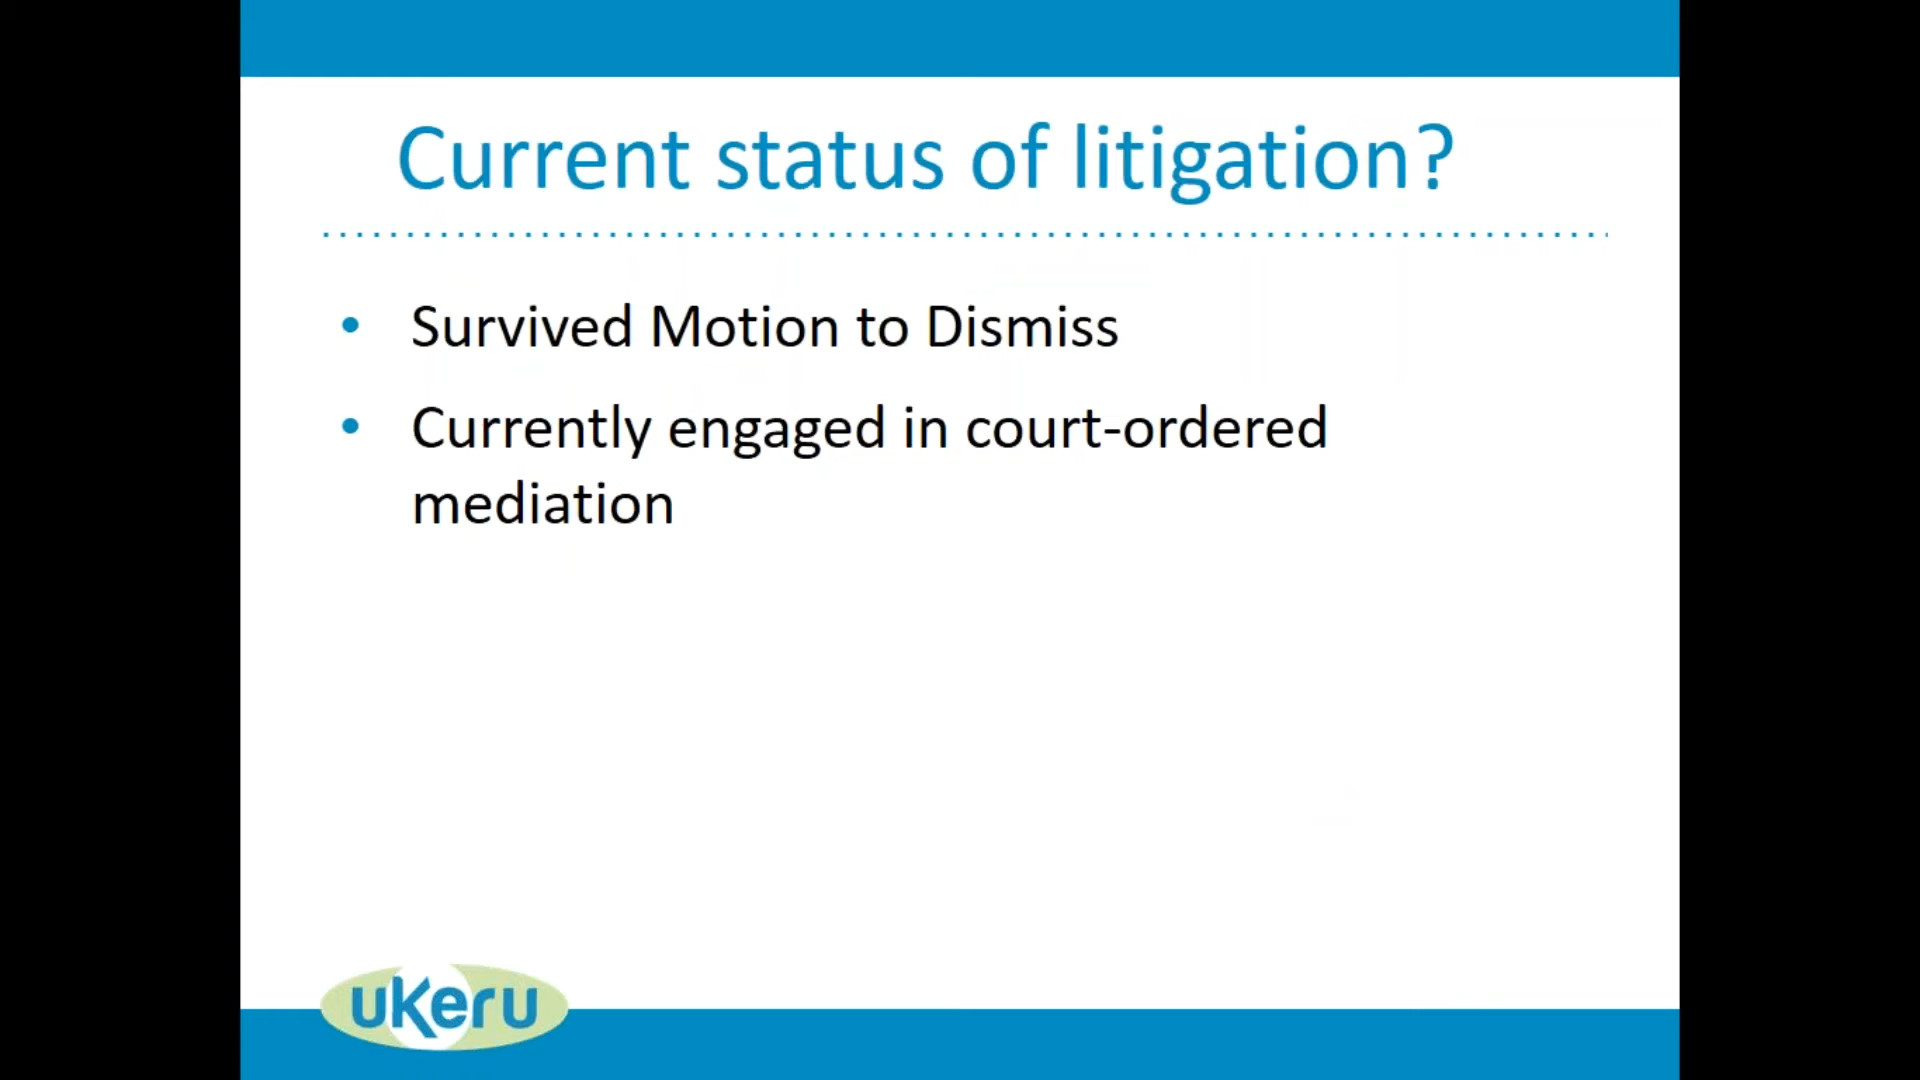 Current status of litigation?
• Survived Motion to Dismiss
• Currently engaged in court-ordered
mediation
uKeru